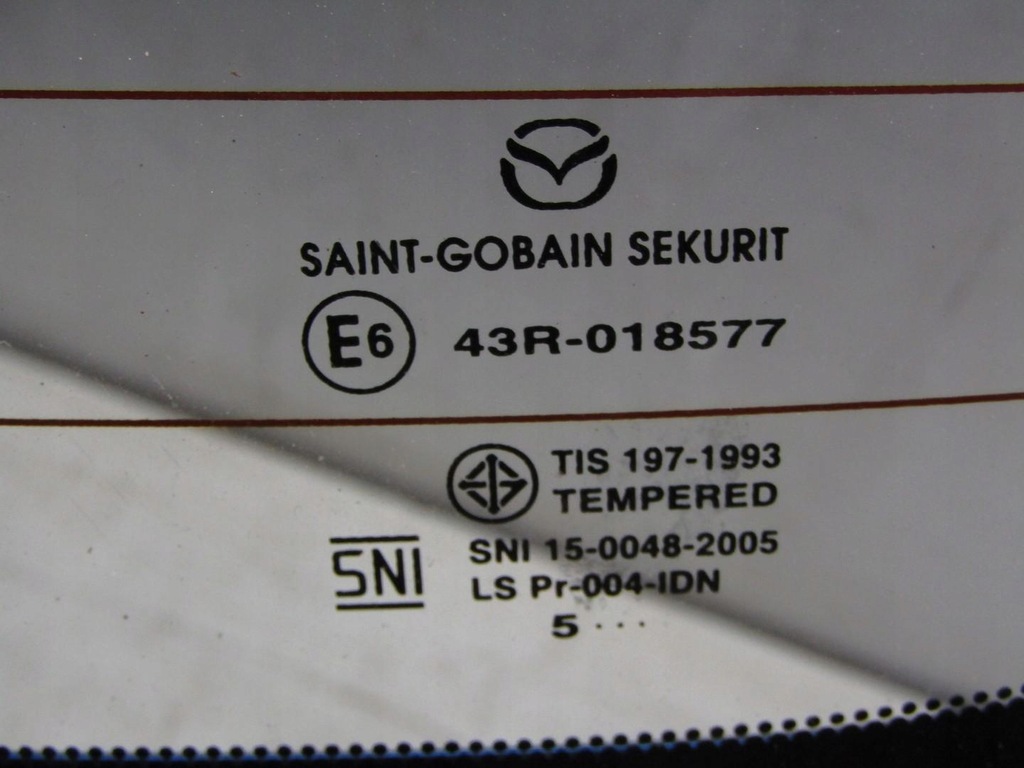 SAINT-GOBAIN SEKURIT
E6 43R-018577
TIS 197-1993
TEMPERED
SNI SNI 15-0048-2005
LS Pr-004-IDN
5 ...